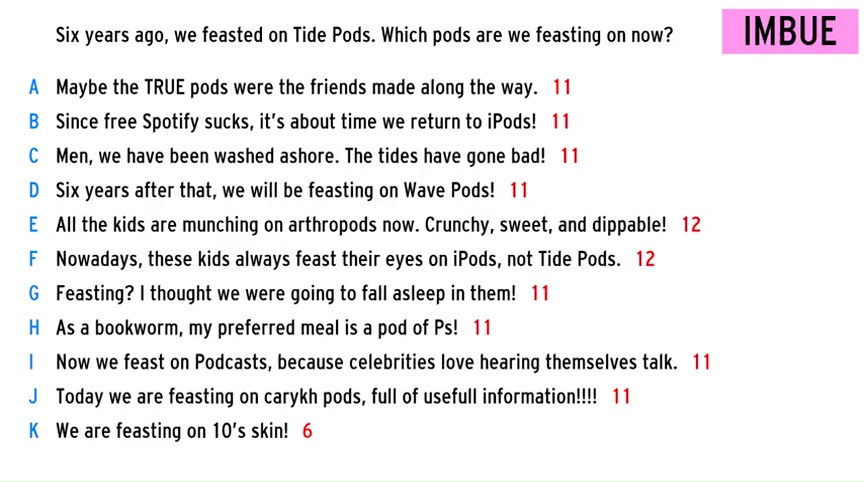 Six years ago, we feasted on Tide Pods. Which pods are we feasting on now?
IMBUE
A Maybe the TRUE pods were the friends made along the way. 11
B Since free Spotify sucks, it's about time we return to iPods! 11
C Men, we have been washed ashore. The tides have gone bad! 11
D Six years after that, we will be feasting on Wave Pods! 11
E All the kids are munching on arthropods now. Crunchy, sweet, and dippable! 12
F Nowadays, these kids always feast their eyes on iPods, not Tide Pods. 12
G Feasting? I thought we were going to fall asleep in them! 11
H As a bookworm, my preferred meal is a pod of Ps! 11
I Now we feast on Podcasts, because celebrities love hearing themselves talk. 11
J Today we are feasting on carykh pods, full of usefull information!!!! 11
K We are feasting on 10's skin! 6